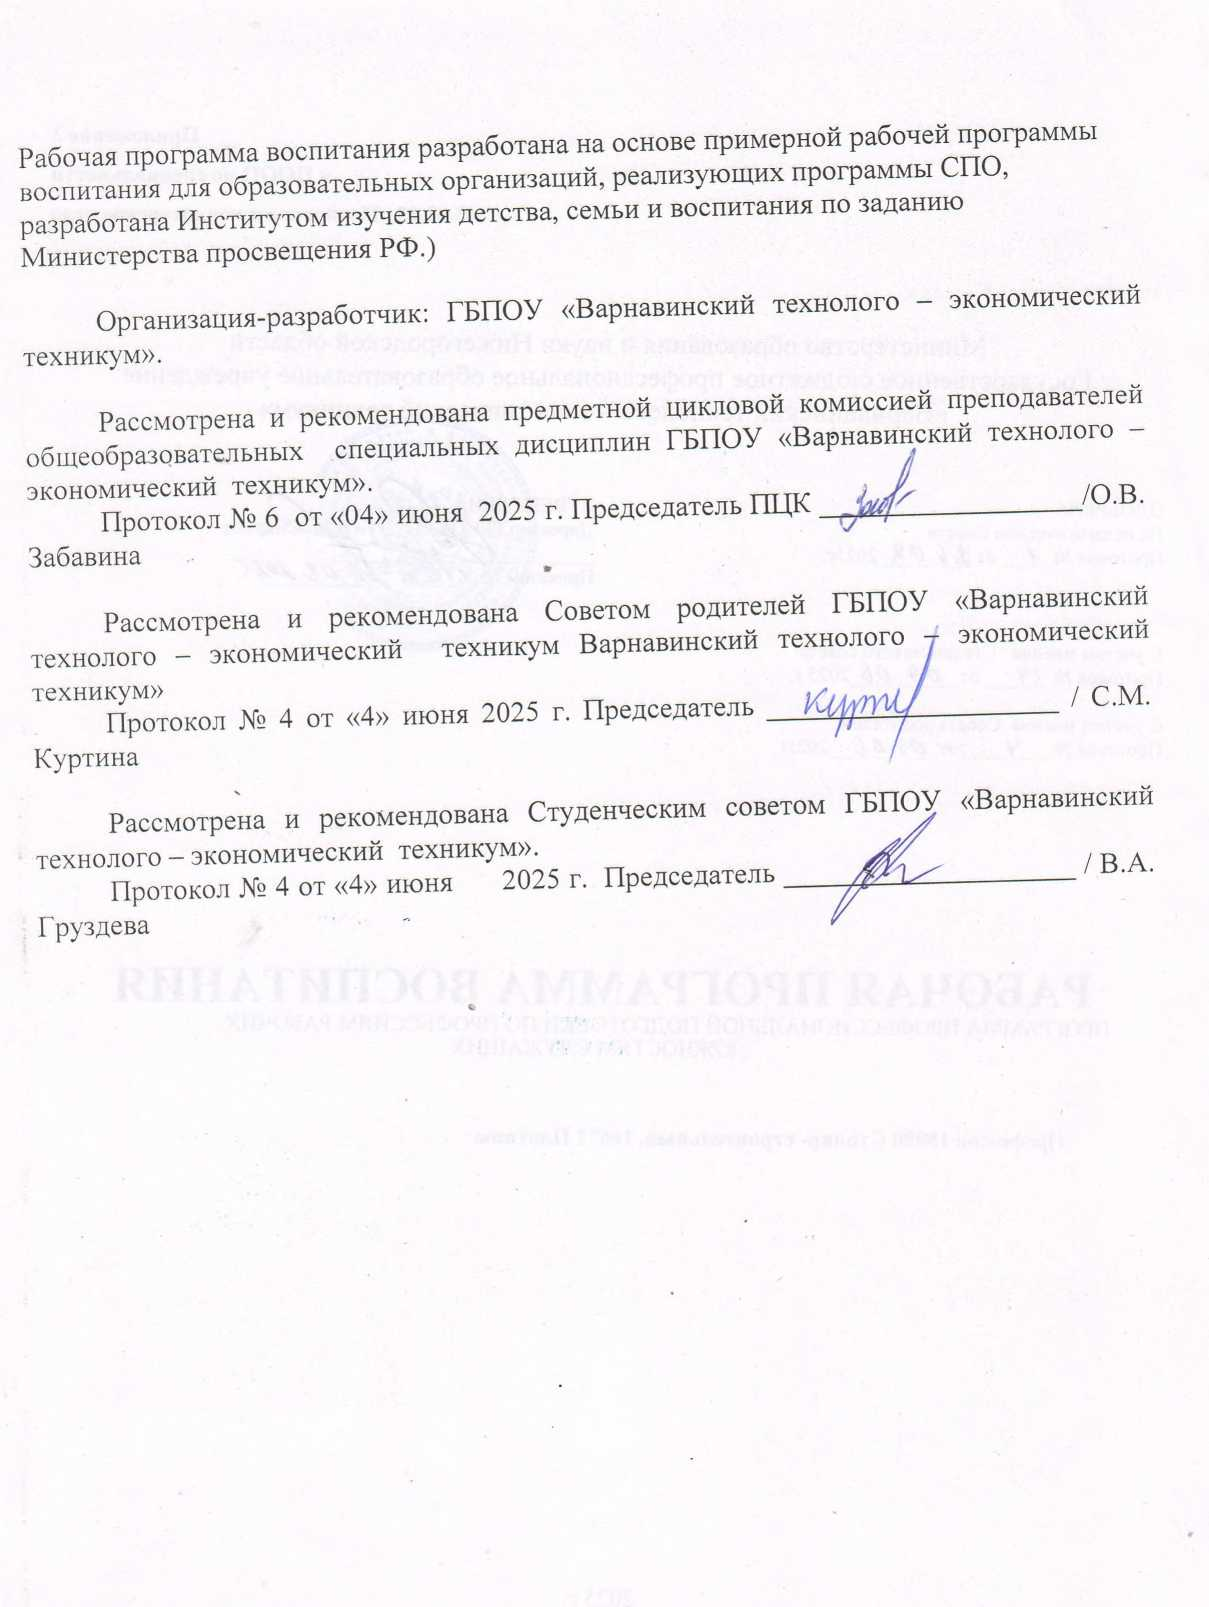 Рабочая программа воспитания разработана на основе примерной рабочей программы
воспитания для образовательных организаций, реализующих программы СПО,
разработана Институтом изучения детства, семьи и воспитания по заданию
Министерства просвещения РФ.)
Организация-разработчик: ГБПОУ «Варнавинский технолого – экономический
техникум».
Рассмотрена и рекомендована предметной цикловой комиссией преподавателей
общеобразовательных специальных дисциплин ГБПОУ «Варнавинский технолого –
экономический техникум».
Протокол № 6 от «04» июня 2025 г. Председатель ПЦК ____________________ /О.В.
Забавина
Рассмотрена и рекомендована Советом родителей ГБПОУ «Варнавинский
технолого – экономический техникум Варнавинский технолого – экономический
техникум»
Протокол № 4 от «4» июня 2025 г. Председатель ____________________ / С.М.
Куртина
Рассмотрена и рекомендована Студенческим советом ГБПОУ «Варнавинский
технолого – экономический техникум».
Протокол № 4 от «4» июня 2025 г. Председатель ____________________ / В.А.
Груздева
РАБОЧАЯ ПРОГРАММА ВОСПИТАНИЯ